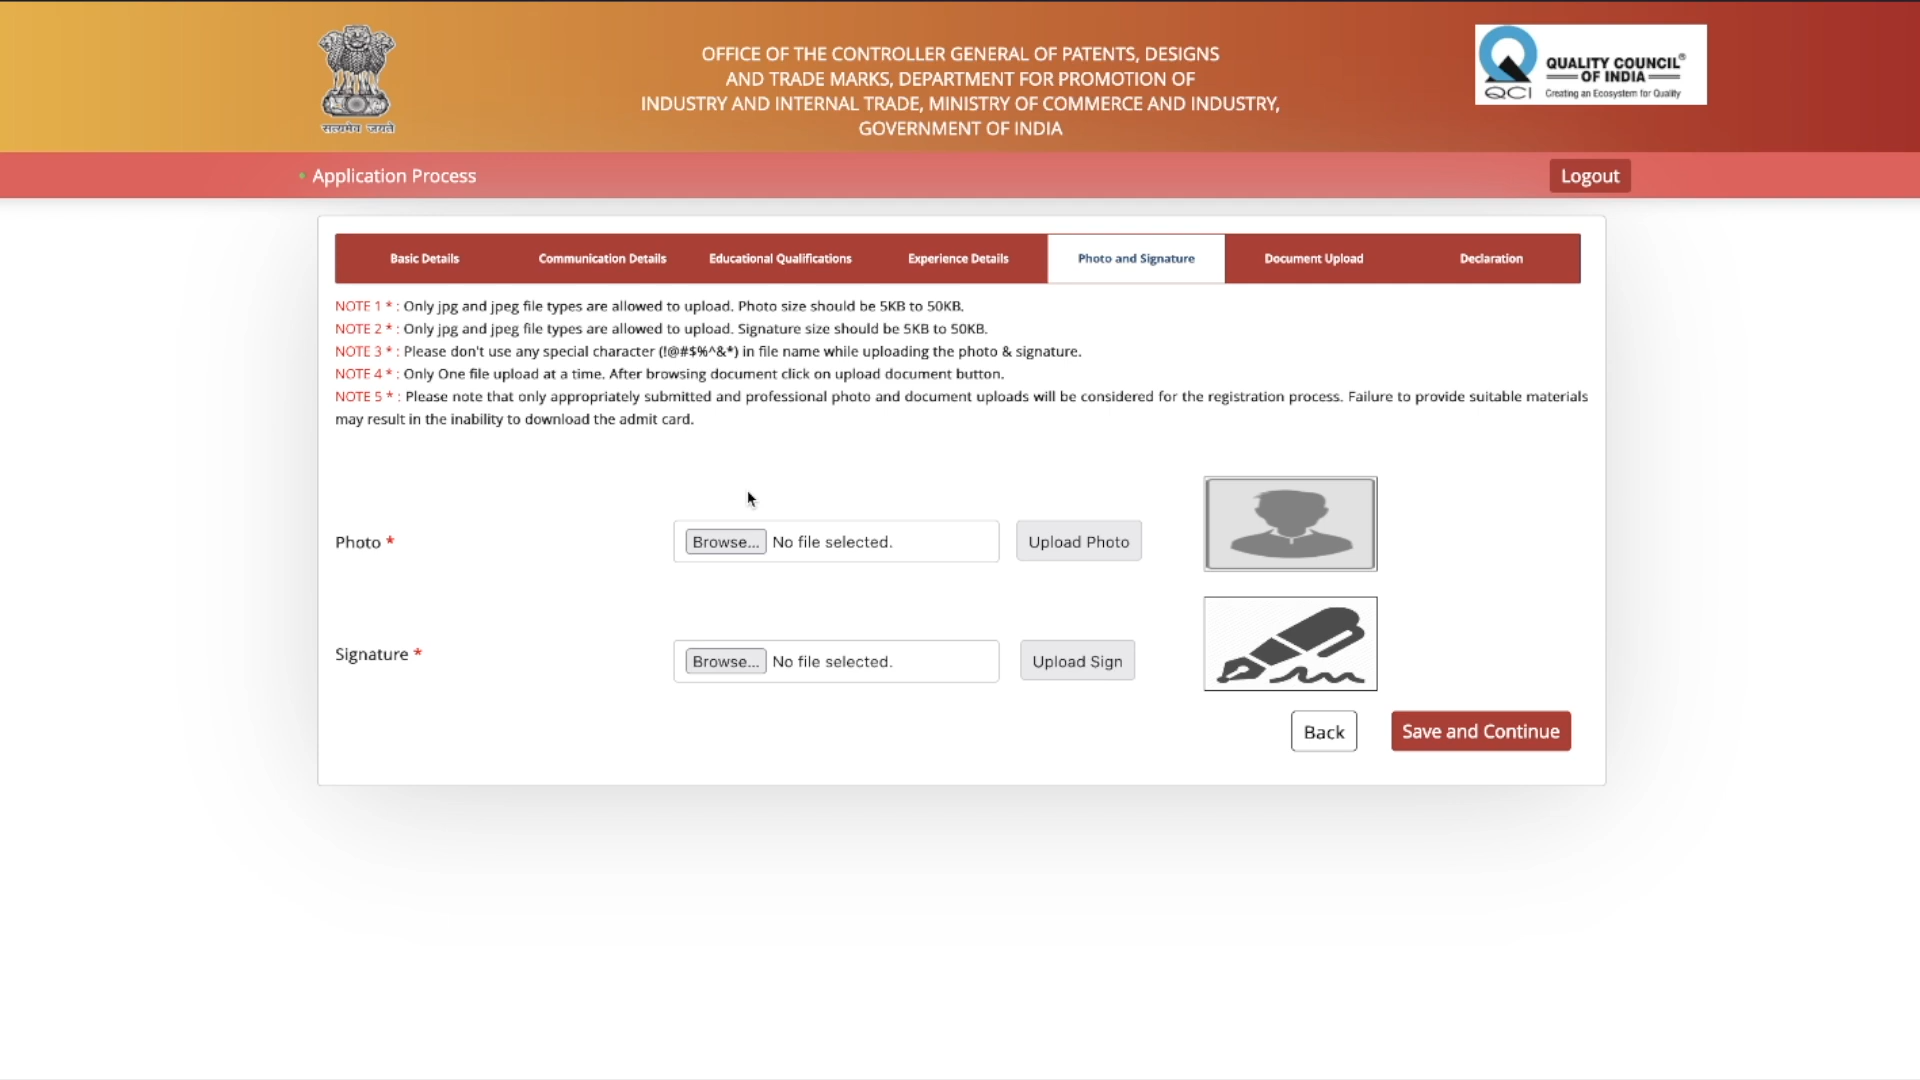 सत्यमेव जयते
OFFICE OF THE CONTROLLER GENERAL OF PATENTS, DESIGNS
AND TRADE MARKS, DEPARTMENT FOR PROMOTION OF
INDUSTRY AND INTERNAL TRADE, MINISTRY OF COMMERCE AND INDUSTRY,
GOVERNMENT OF INDIA
QUALITY COUNCIL®
OF INDIA
QCI Creating an Ecosystem for Quality
Application Process Logout
Basic Details Communication Details Educational Qualifications Experience Details Photo and Signature Document Upload Declaration
NOTE 1 * : Only jpg and jpeg file types are allowed to upload. Photo size should be 5KB to 50KB.
NOTE 2 * : Only jpg and jpeg file types are allowed to upload. Signature size should be 5KB to 50KB.
NOTE 3 * : Please don't use any special character (!@#$%^&*) in file name while uploading the photo & signature.
NOTE 4 * : Only One file upload at a time. After browsing document click on upload document button.
NOTE 5 * : Please note that only appropriately submitted and professional photo and document uploads will be considered for the registration process. Failure to provide suitable materials
may result in the inability to download the admit card.
Photo * Browse... No file selected. Upload Photo
Signature * Browse... No file selected. Upload Sign
Back Save and Continue